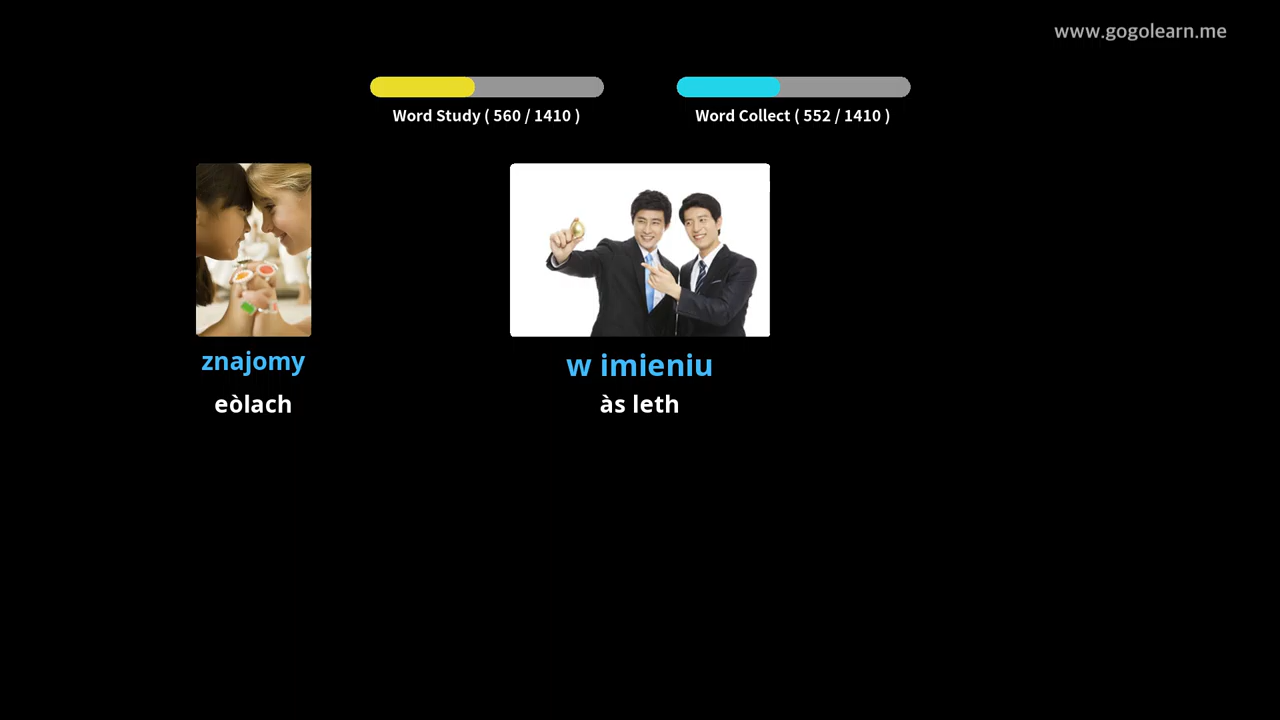 www.gogolearn.me
Word Study ( 560 / 1410 )
Word Collect ( 552 / 1410 )
znajomy
eòlach
w imieniu
às leth